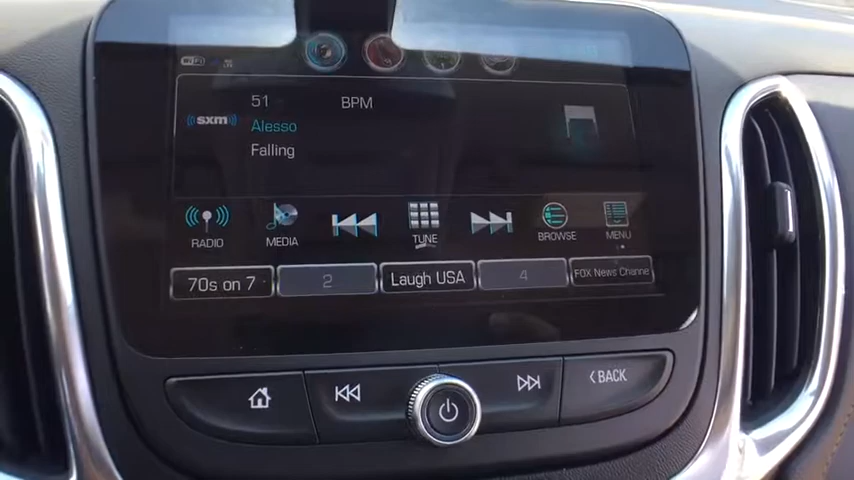 51 BPM
sxm Alesso
Falling
RADIO MEDIA TUNE BROWSE MENU
70s on 7 2 Laugh USA 4 FOX News Channel
BACK